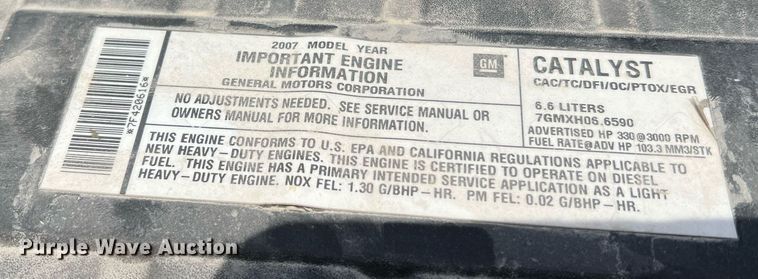 *7F420616*
2007 MODEL YEAR
IMPORTANT ENGINE
INFORMATION
GENERAL MOTORS CORPORATION
GM
NO ADJUSTMENTS NEEDED. SEE SERVICE MANUAL OR
OWNERS MANUAL FOR MORE INFORMATION.
CATALYST
CAC/TC/DFI/OC/PTOX/EGR
6.6 LITERS
7GMXH06.6590
ADVERTISED HP 330@3000 RPM
FUEL RATE@ADV HP 103.3 MM3/STK
THIS ENGINE CONFORMS TO U.S. EPA AND CALIFORNIA REGULATIONS APPLICABLE TO
NEW HEAVY-DUTY ENGINES. THIS ENGINE IS CERTIFIED TO OPERATE ON DIESEL
FUEL. THIS ENGINE HAS A PRIMARY INTENDED SERVICE APPLICATION AS A LIGHT
HEAVY-DUTY ENGINE. NOX FEL: 1.30 G/BHP-HR. PM FEL: 0.02 G/BHP-HR.
Purple Wave Auction